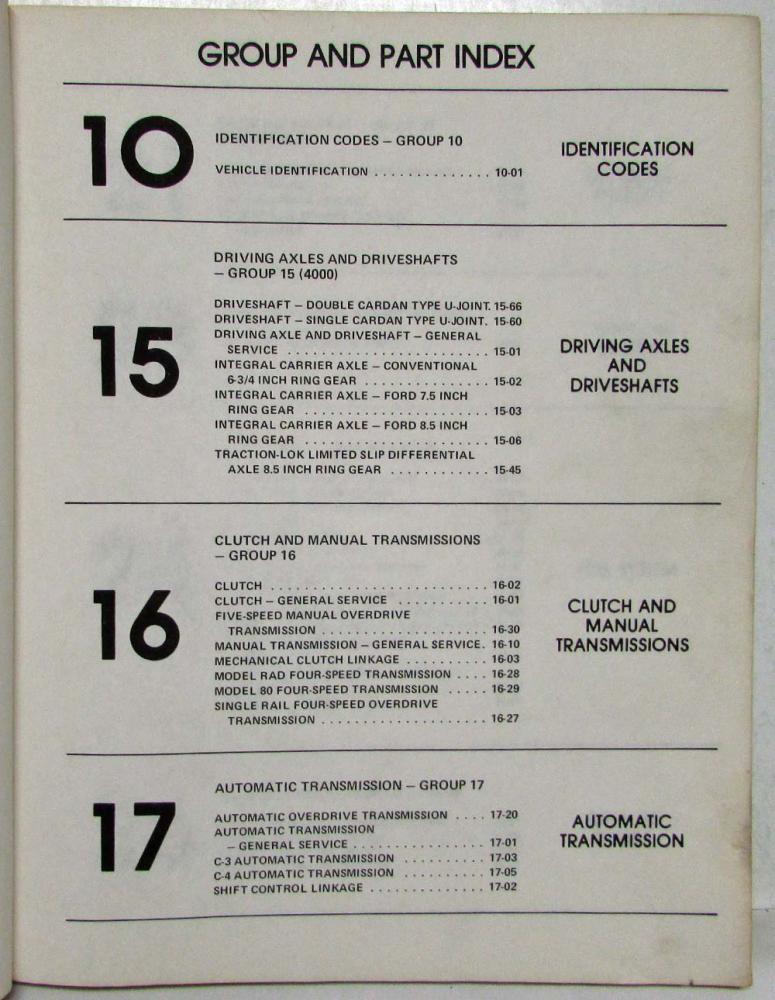 GROUP AND PART INDEX
10
IDENTIFICATION CODES – GROUP 10
VEHICLE IDENTIFICATION . . . . . . . . . . . . . . 10-01
IDENTIFICATION
CODES
15
DRIVING AXLES AND DRIVESHAFTS
– GROUP 15 (4000)
DRIVESHAFT – DOUBLE CARDAN TYPE U-JOINT. 15-66
DRIVESHAFT – SINGLE CARDAN TYPE U-JOINT. 15-60
DRIVING AXLE AND DRIVESHAFT – GENERAL
SERVICE . . . . . . . . . . . . . . . . . . . . . . . 15-01
INTEGRAL CARRIER AXLE – CONVENTIONAL
6-3/4 INCH RING GEAR . . . . . . . . . . . . . . 15-02
INTEGRAL CARRIER AXLE – FORD 7.5 INCH
RING GEAR . . . . . . . . . . . . . . . . . . . . . 15-03
INTEGRAL CARRIER AXLE – FORD 8.5 INCH
RING GEAR . . . . . . . . . . . . . . . . . . . . . 15-06
TRACTION-LOK LIMITED SLIP DIFFERENTIAL
AXLE 8.5 INCH RING GEAR . . . . . . . . . . . 15-45
DRIVING AXLES
AND
DRIVESHAFTS
16
CLUTCH AND MANUAL TRANSMISSIONS
– GROUP 16
CLUTCH . . . . . . . . . . . . . . . . . . . . . . . . . 16-02
CLUTCH – GENERAL SERVICE . . . . . . . . . . 16-01
FIVE-SPEED MANUAL OVERDRIVE
TRANSMISSION . . . . . . . . . . . . . . . . . . . 16-30
MANUAL TRANSMISSION – GENERAL SERVICE. 16-10
MECHANICAL CLUTCH LINKAGE . . . . . . . . . 16-03
MODEL RAD FOUR-SPEED TRANSMISSION . . . . 16-28
MODEL 80 FOUR-SPEED TRANSMISSION . . . . . 16-29
SINGLE RAIL FOUR-SPEED OVERDRIVE
TRANSMISSION . . . . . . . . . . . . . . . . . . . 16-27
CLUTCH AND
MANUAL
TRANSMISSIONS
17
AUTOMATIC TRANSMISSION – GROUP 17
AUTOMATIC OVERDRIVE TRANSMISSION . . . . 17-20
AUTOMATIC TRANSMISSION
– GENERAL SERVICE . . . . . . . . . . . . . . . 17-01
C-3 AUTOMATIC TRANSMISSION . . . . . . . . . . 17-03
C-4 AUTOMATIC TRANSMISSION . . . . . . . . . . 17-05
SHIFT CONTROL LINKAGE . . . . . . . . . . . . . 17-02
AUTOMATIC
TRANSMISSION